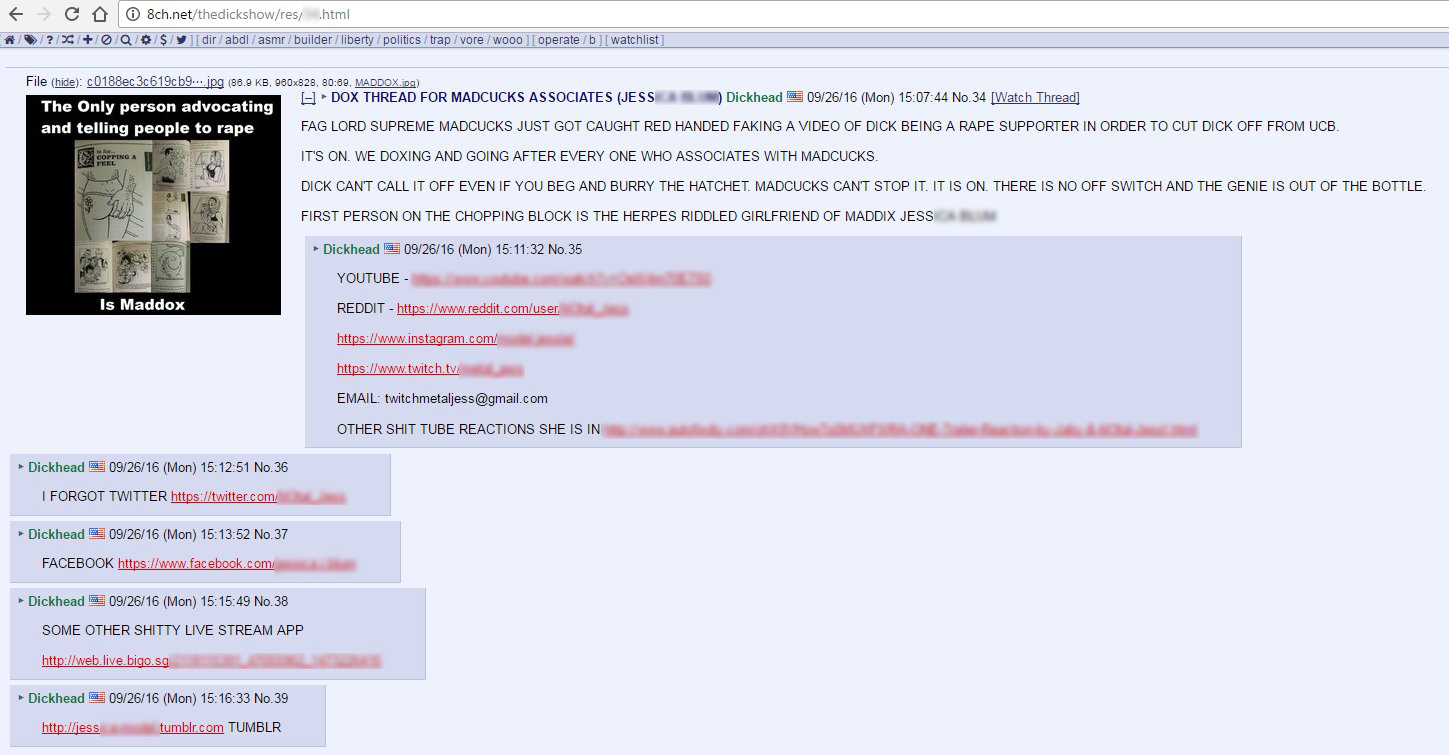 8ch.net/thedickshow/res/ .html
[ / / ? / / + / / / / $ / ] [ dir / abdl / asmr / builder / liberty / politics / trap / vore / wooo ] [ operate / b ] [ watchlist ]
File (hide): c0188ec3c619cb9···.jpg (86.9 KB, 960x828, 80:69, MADDOX.jpg)
The Only person advocating
and telling people to rape
is for...
COPPING A
FEEL
Is Maddox
[–] DOX THREAD FOR MADCUCKS ASSOCIATES (JESS ) Dickhead 09/26/16 (Mon) 15:07:44 No.34 [Watch Thread]
FAG LORD SUPREME MADCUCKS JUST GOT CAUGHT RED HANDED FAKING A VIDEO OF DICK BEING A RAPE SUPPORTER IN ORDER TO CUT DICK OFF FROM UCB.
IT'S ON. WE DOXING AND GOING AFTER EVERY ONE WHO ASSOCIATES WITH MADCUCKS.
DICK CAN'T CALL IT OFF EVEN IF YOU BEG AND BURRY THE HATCHET. MADCUCKS CAN'T STOP IT. IT IS ON. THERE IS NO OFF SWITCH AND THE GENIE IS OUT OF THE BOTTLE.
FIRST PERSON ON THE CHOPPING BLOCK IS THE HERPES RIDDLED GIRLFRIEND OF MADDIX JESS
Dickhead 09/26/16 (Mon) 15:11:32 No.35
YOUTUBE -
REDDIT - https://www.reddit.com/user/
https://www.instagram.com/
https://www.twitch.tv/
EMAIL: twitchmetaljess@gmail.com
OTHER SHIT TUBE REACTIONS SHE IS IN
Dickhead 09/26/16 (Mon) 15:12:51 No.36
I FORGOT TWITTER https://twitter.com/
Dickhead 09/26/16 (Mon) 15:13:52 No.37
FACEBOOK https://www.facebook.com/
Dickhead 09/26/16 (Mon) 15:15:49 No.38
SOME OTHER SHITTY LIVE STREAM APP
http://web.live.bigo.sg
Dickhead 09/26/16 (Mon) 15:16:33 No.39
http://jess tumblr.com TUMBLR